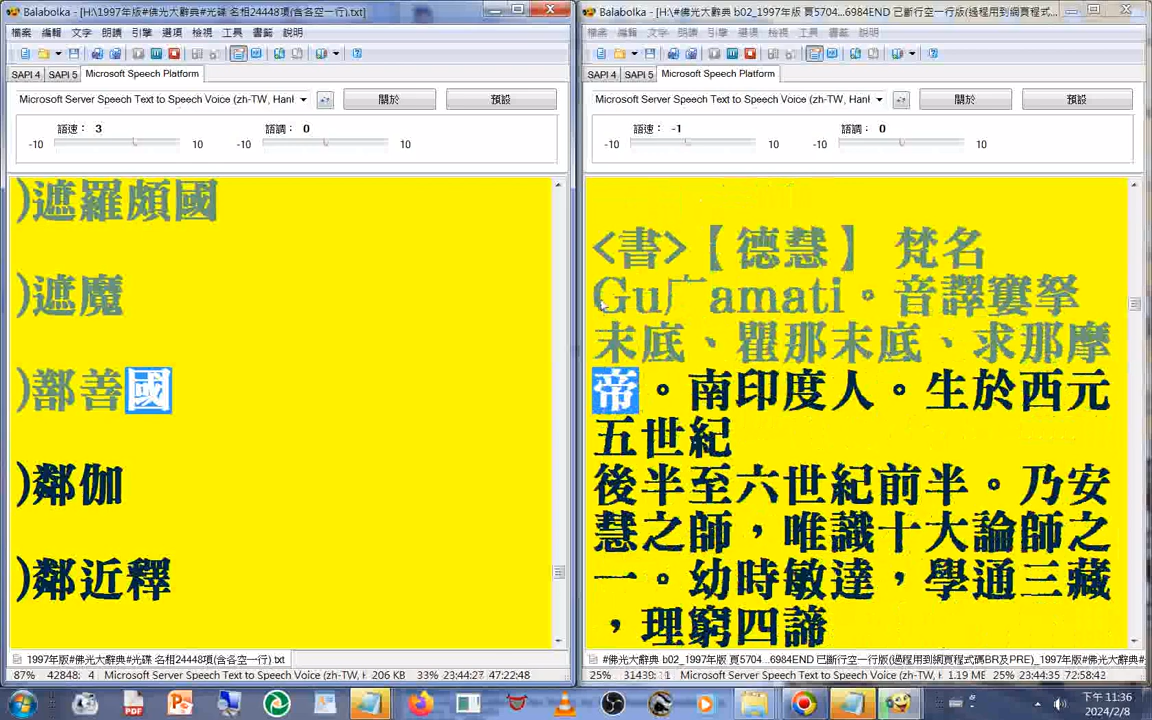 Balabolka - [H:\1997年版#佛光大辭典#光碟 名相24448項(含各空一行).txt]
檔案 編輯 文字 朗讀 引擎 選項 檢視 工具 書籤 說明
SAPI 4 SAPI 5 Microsoft Speech Platform
Microsoft Server Speech Text to Speech Voice (zh-TW, HanH
關於
預設
語速： 3
語調： 0
-10 10 -10 10
)遮羅頗國
)遮魔
)鄯善國
)鄰伽
)鄰近釋
1997年版#佛光大辭典#光碟 名相24448項(含各空一行).txt
87% 42848: 4 Microsoft Server Speech Text to Speech Voice (zh-TW, H 206 KB 33% 23:44:27 47:22:48
Balabolka - [H:\#佛光大辭典 b02_1997年版 頁5704...6984END 已斷行空一行版(過程用到網頁程式...
檔案 編輯 文字 朗讀 引擎 選項 檢視 工具 書籤 說明
SAPI 4 SAPI 5 Microsoft Speech Platform
Microsoft Server Speech Text to Speech Voice (zh-TW, HanH
關於
預設
語速： -1
語調： 0
-10 10 -10 10
<書>【德慧】 梵名
Gu广amati。音譯窶拏
末底、瞿那末底、求那摩
帝。南印度人。生於西元
五世紀
後半至六世紀前半。乃安
慧之師，唯識十大論師之
一。幼時敏達，學通三藏
，理窮四諦
#佛光大辭典 b02_1997年版 頁5704...6984END 已斷行空一行版(過程用到網頁程式碼BR及PRE)_1997年版#
25% 31439: 1 Microsoft Server Speech Text to Speech Voice (zh-TW, H 1.19 MB 25% 23:44:35 72:58:42
下午 11:36
2024/2/8